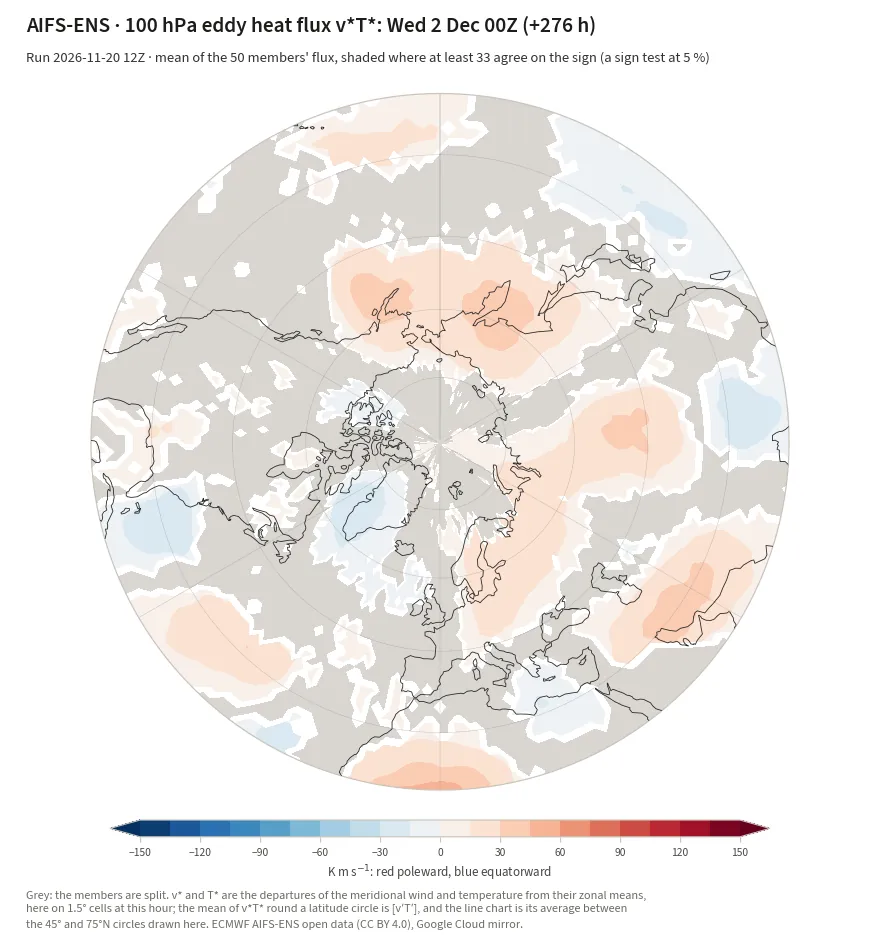 AIFS-ENS · 100 hPa eddy heat flux v*T*: Wed 2 Dec 00Z (+276 h)
Run 2026-11-20 12Z · mean of the 50 members' flux, shaded where at least 33 agree on the sign (a sign test at 5 %)
−150 −120 −90 −60 −30 0 30 60 90 120 150
K m s⁻¹: red poleward, blue equatorward
Grey: the members are split. v* and T* are the departures of the meridional wind and temperature from their zonal means,
here on 1.5° cells at this hour; the mean of v*T* round a latitude circle is [v′T′], and the line chart is its average between
the 45° and 75°N circles drawn here. ECMWF AIFS-ENS open data (CC BY 4.0), Google Cloud mirror.